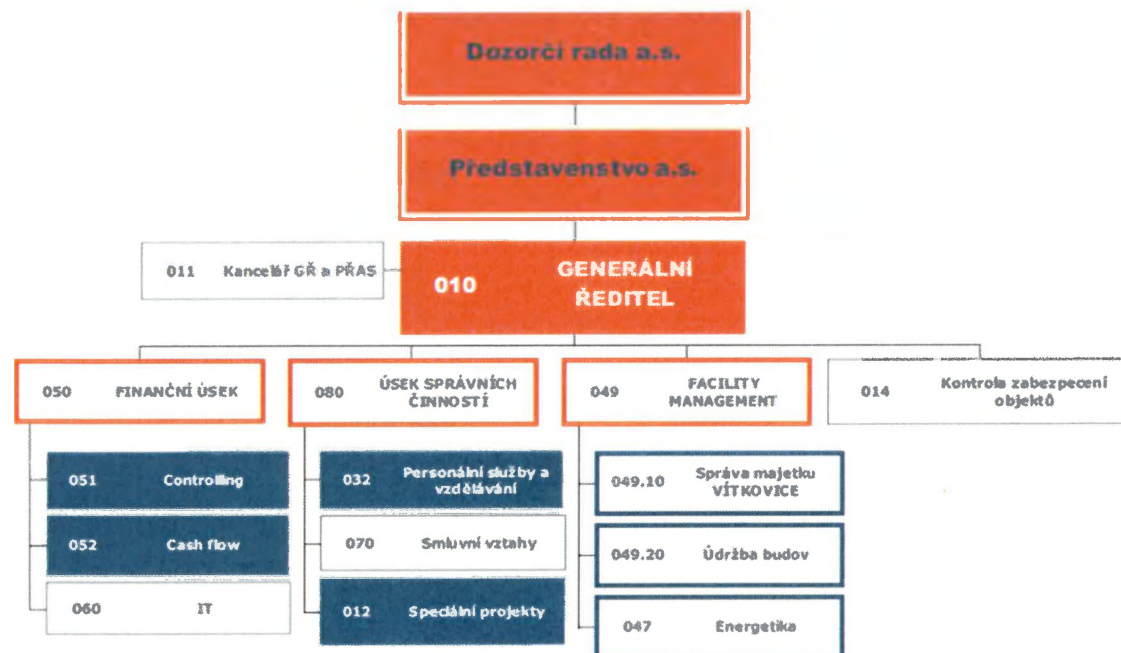 Dozorčí rada a.s.
Představenstvo a.s.
011 Kancelář GŘ a PŘAS
010 GENERÁLNÍ
ŘEDITEL
050 FINANČNÍ ÚSEK
080 ÚSEK SPRÁVNÍCH
ČINNOSTÍ
049 FACILITY
MANAGEMENT
014 Kontrola zabezpecení
objektů
051 Controlling
052 Cash flow
060 IT
032 Personální služby a
vzdělávání
070 Smluvní vztahy
012 Speciální projekty
049.10 Správa majetku
VÍTKOVICE
049.20 Údržba budov
047 Energetika